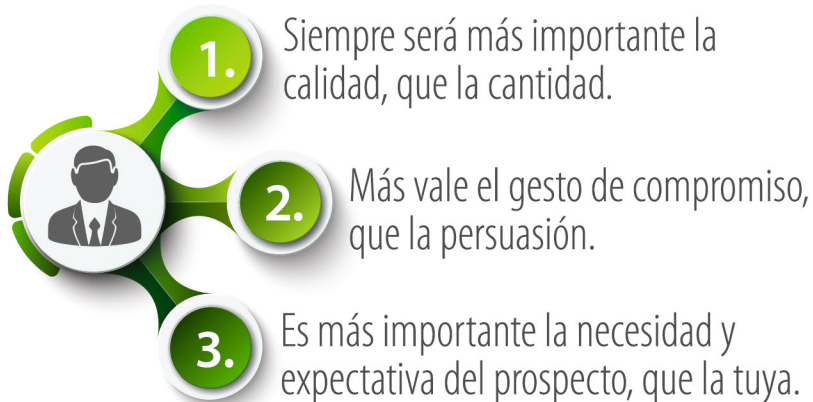 1.
Siempre será más importante la
calidad, que la cantidad.
2.
Más vale el gesto de compromiso,
que la persuasión.
3.
Es más importante la necesidad y
expectativa del prospecto, que la tuya.